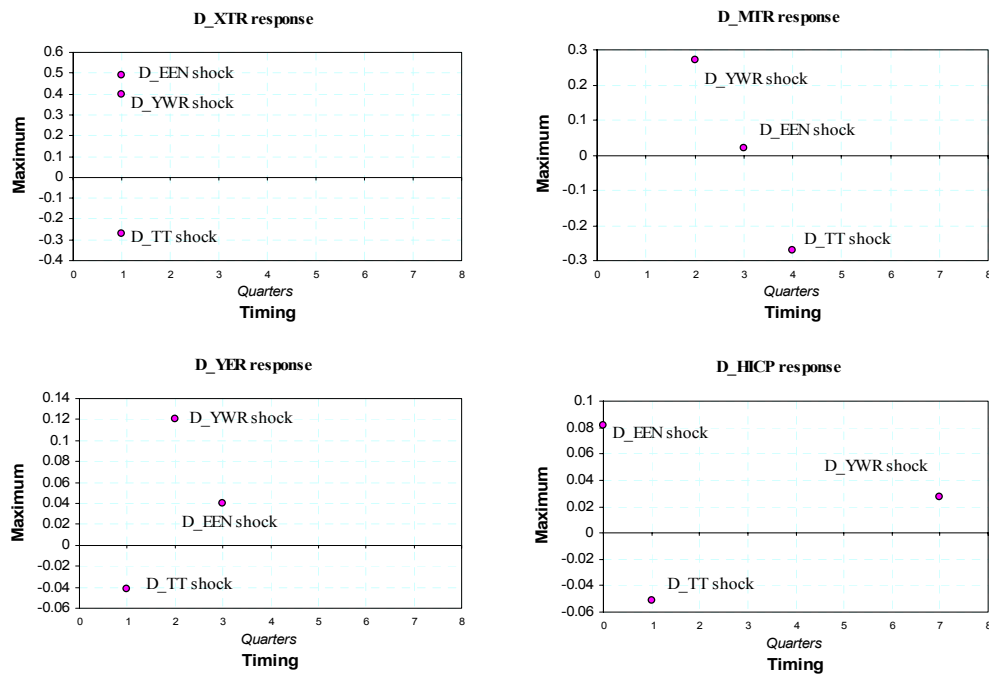 D_XTR response
0.6
0.5
0.4
0.3
0.2
0.1
0
-0.1
-0.2
-0.3
-0.4
Maximum
D_EEN shock
D_YWR shock
D_TT shock
0 1 2 3 4 5 6 7 8
Quarters
Timing
D_MTR response
0.3
0.2
0.1
0
-0.1
-0.2
-0.3
Maximum
D_YWR shock
D_EEN shock
D_TT shock
0 1 2 3 4 5 6 7 8
Quarters
Timing
D_YER response
0.14
0.12
0.1
0.08
0.06
0.04
0.02
0
-0.02
-0.04
-0.06
Maximum
D_YWR shock
D_EEN shock
D_TT shock
0 1 2 3 4 5 6 7 8
Quarters
Timing
D_HICP response
0.1
0.08
0.06
0.04
0.02
0
-0.02
-0.04
-0.06
Maximum
D_EEN shock
D_YWR shock
D_TT shock
0 1 2 3 4 5 6 7 8
Quarters
Timing